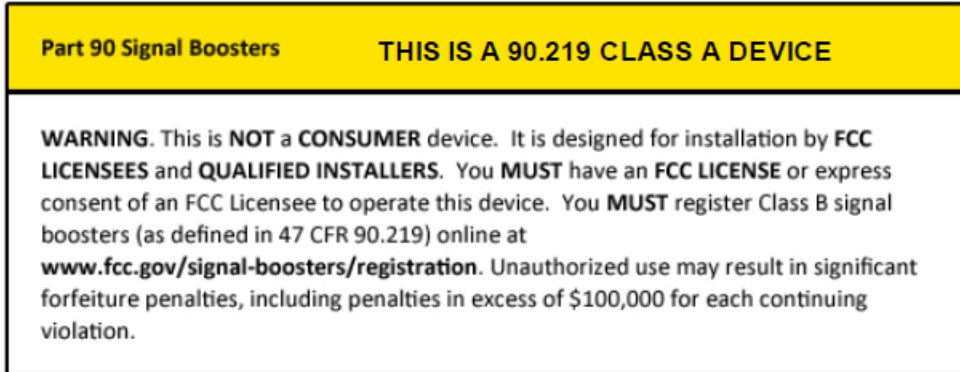 Part 90 Signal Boosters THIS IS A 90.219 CLASS A DEVICE
WARNING. This is NOT a CONSUMER device. It is designed for installation by FCC
LICENSEES and QUALIFIED INSTALLERS. You MUST have an FCC LICENSE or express
consent of an FCC Licensee to operate this device. You MUST register Class B signal
boosters (as defined in 47 CFR 90.219) online at
www.fcc.gov/signal-boosters/registration. Unauthorized use may result in significant
forfeiture penalties, including penalties in excess of $100,000 for each continuing
violation.